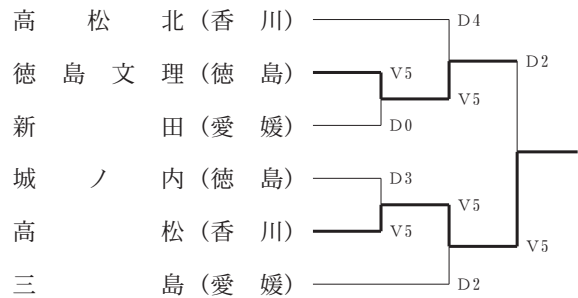 高松北(香川)
D4
徳島文理(徳島)
V5
D2
V5
新田(愛媛)
D0
城ノ内(徳島)
D3
V5
高松(香川)
V5
V5
三島(愛媛)
D2